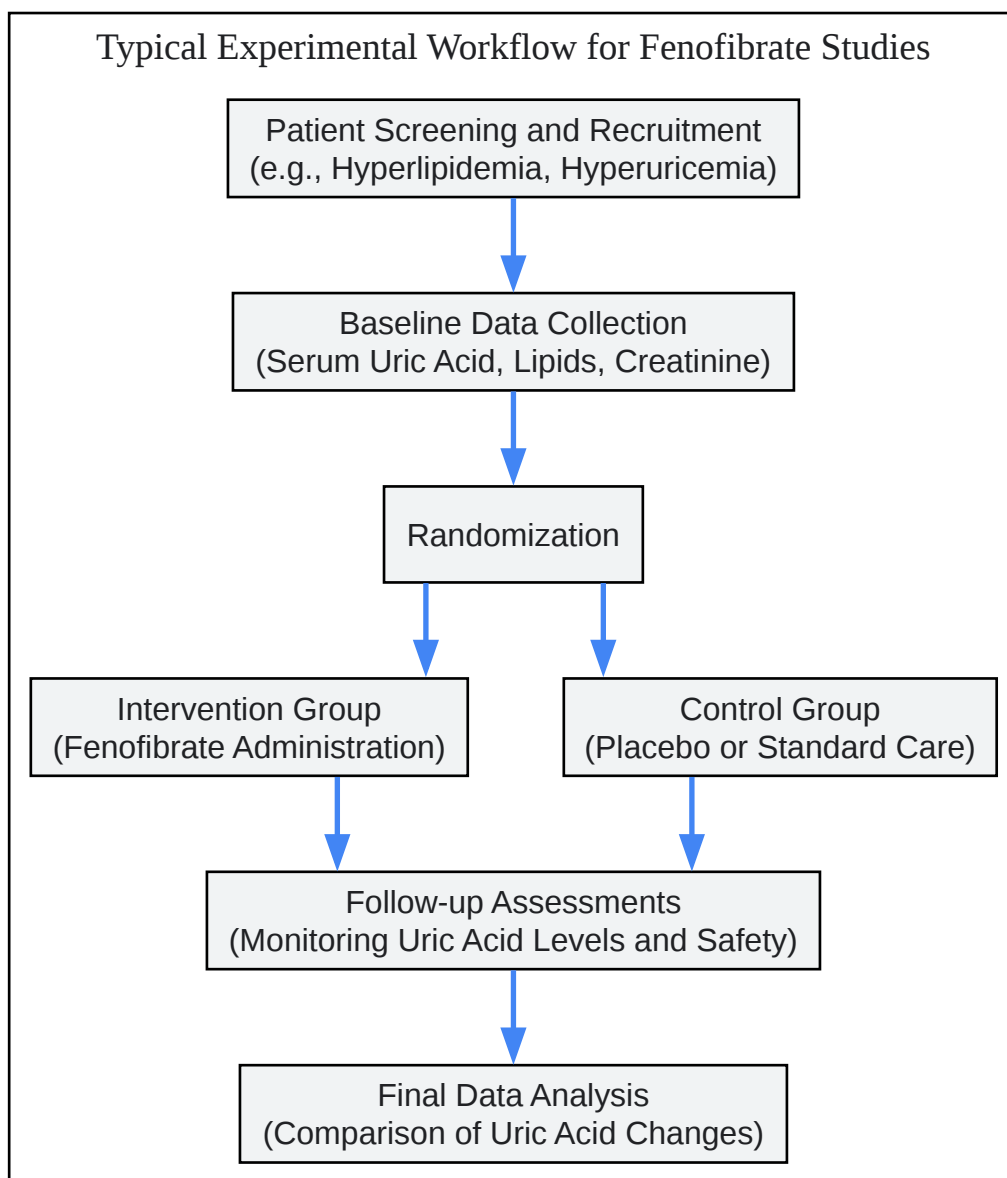 Typical Experimental Workflow for Fenofibrate Studies
Patient Screening and Recruitment
(e.g., Hyperlipidemia, Hyperuricemia)
Baseline Data Collection
(Serum Uric Acid, Lipids, Creatinine)
Randomization
Intervention Group
(Fenofibrate Administration)
Control Group
(Placebo or Standard Care)
Follow-up Assessments
(Monitoring Uric Acid Levels and Safety)
Final Data Analysis
(Comparison of Uric Acid Changes)